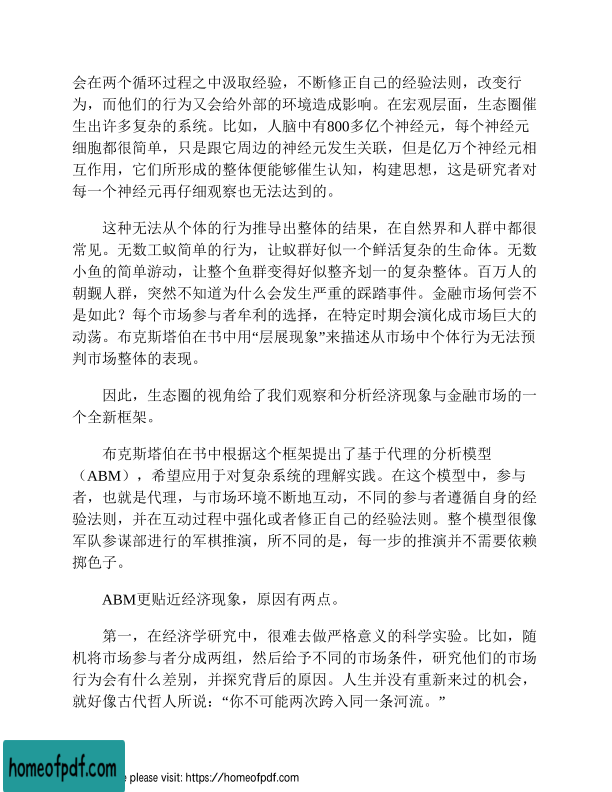 会在两个循环过程之中汲取经验，不断修正自己的经验法则，改变行
为，而他们的行为又会给外部的环境造成影响。在宏观层面，生态圈催
生出许多复杂的系统。比如，人脑中有800多亿个神经元，每个神经元
细胞都很简单，只是跟它周边的神经元发生关联，但是亿万个神经元相
互作用，它们所形成的整体便能够催生认知，构建思想，这是研究者对
每一个神经元再仔细观察也无法达到的。
这种无法从个体的行为推导出整体的结果，在自然界和人群中都很
常见。无数工蚁简单的行为，让蚁群好似一个鲜活复杂的生命体。无数
小鱼的简单游动，让整个鱼群变得好似整齐划一的复杂整体。百万人的
朝觐人群，突然不知道为什么会发生严重的踩踏事件。金融市场何尝不
是如此？每个市场参与者牟利的选择，在特定时期会演化成市场巨大的
动荡。布克斯塔伯在书中用“层展现象”来描述从市场中个体行为无法预
判市场整体的表现。
因此，生态圈的视角给了我们观察和分析经济现象与金融市场的一
个全新框架。
布克斯塔伯在书中根据这个框架提出了基于代理的分析模型
（ABM），希望应用于对复杂系统的理解实践。在这个模型中，参与
者，也就是代理，与市场环境不断地互动，不同的参与者遵循自身的经
验法则，并在互动过程中强化或者修正自己的经验法则。整个模型很像
军队参谋部进行的军棋推演，所不同的是，每一步的推演并不需要依赖
掷色子。
ABM更贴近经济现象，原因有两点。
第一，在经济学研究中，很难去做严格意义的科学实验。比如，随
机将市场参与者分成两组，然后给予不同的市场条件，研究他们的市场
行为会有什么差别，并探究背后的原因。人生并没有重新来过的机会，
就好像古代哲人所说：“你不可能两次跨入同一条河流。”
homeofpdf.com
please visit: https://homeofpdf.com